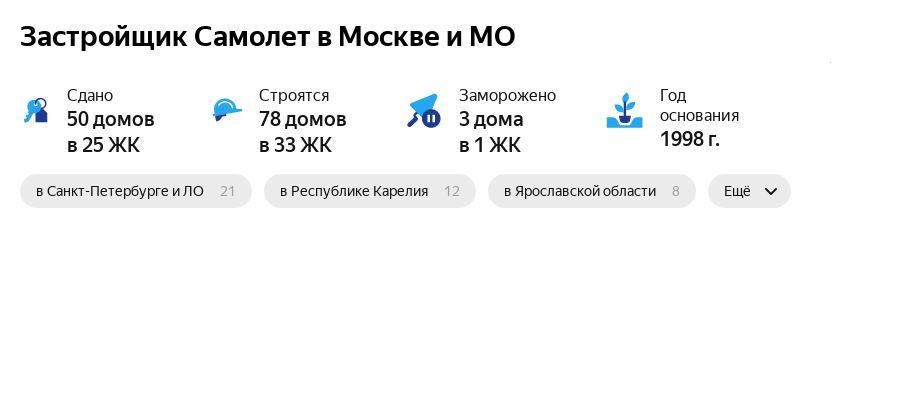 Застройщик Самолет в Москве и МО
Сдано
50 домов
в 25 ЖК
Строятся
78 домов
в 33 ЖК
Заморожено
3 дома
в 1 ЖК
Год
основания
1998 г.
в Санкт-Петербурге и ЛО 21
в Республике Карелия 12
в Ярославской области 8
Ещё